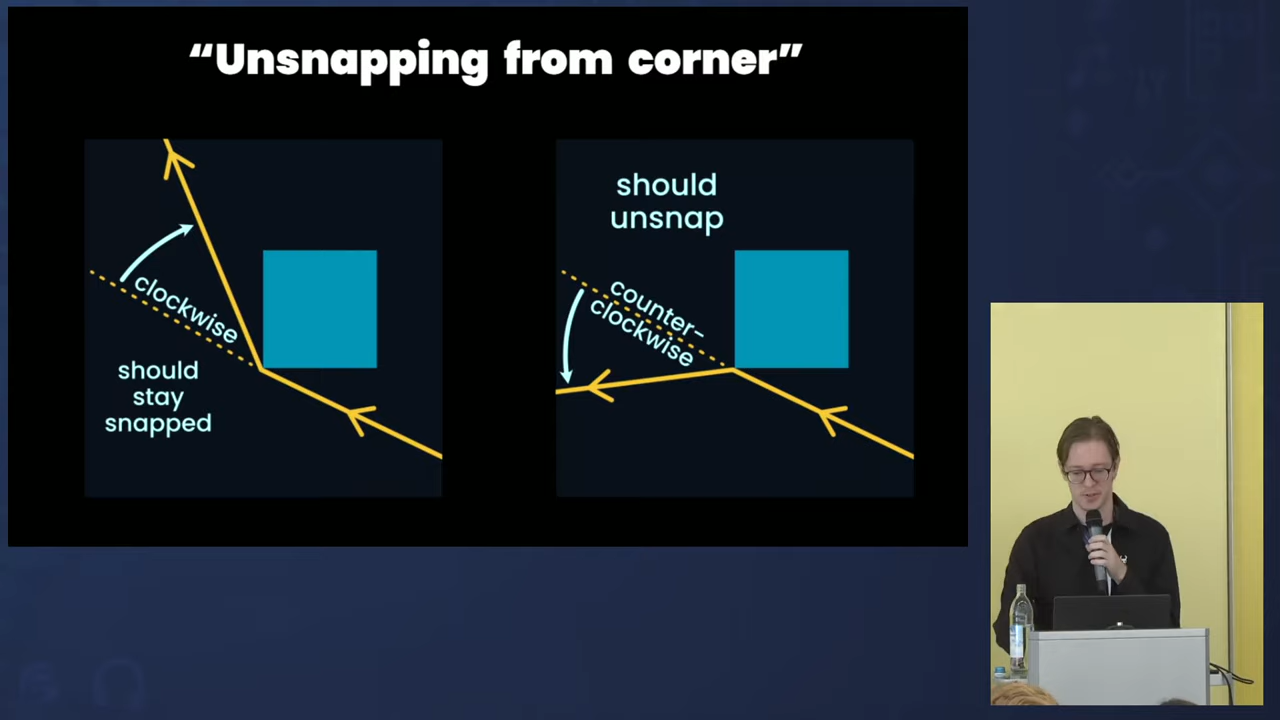 “Unsnapping from corner”
clockwise
should
stay
snapped
should
unsnap
counter-
clockwise